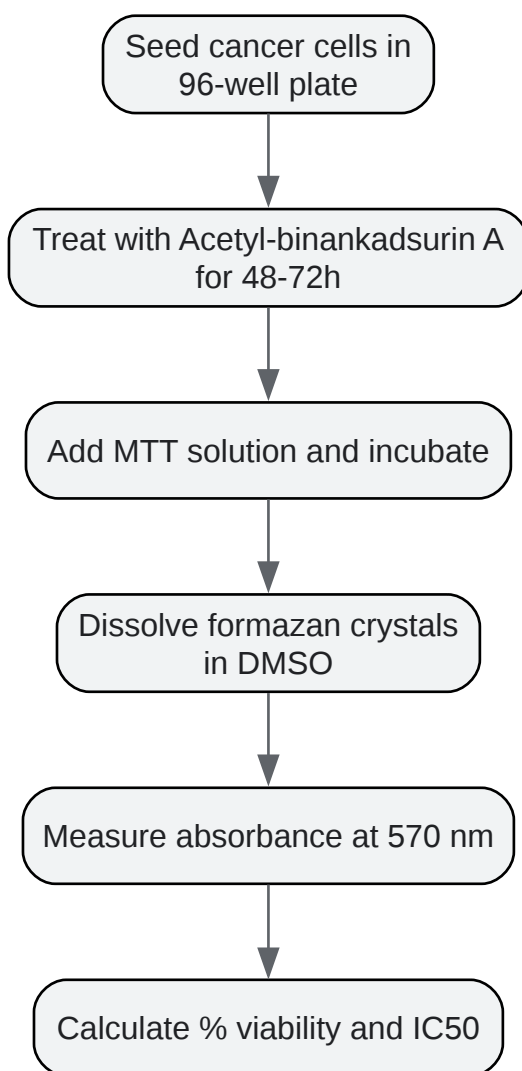 Seed cancer cells in
96-well plate
Treat with Acetyl-binankadsurin A
for 48-72h
Add MTT solution and incubate
Dissolve formazan crystals
in DMSO
Measure absorbance at 570 nm
Calculate % viability and IC50